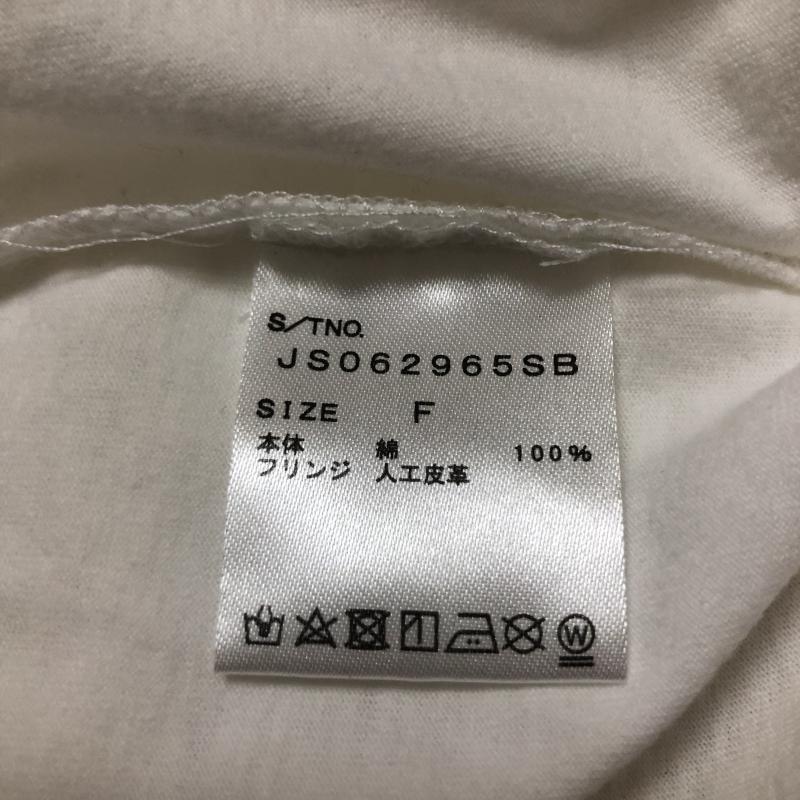 S/TNO.
JS062965SB
SIZE F
本体 綿 100%
フリンジ 人工皮革
W